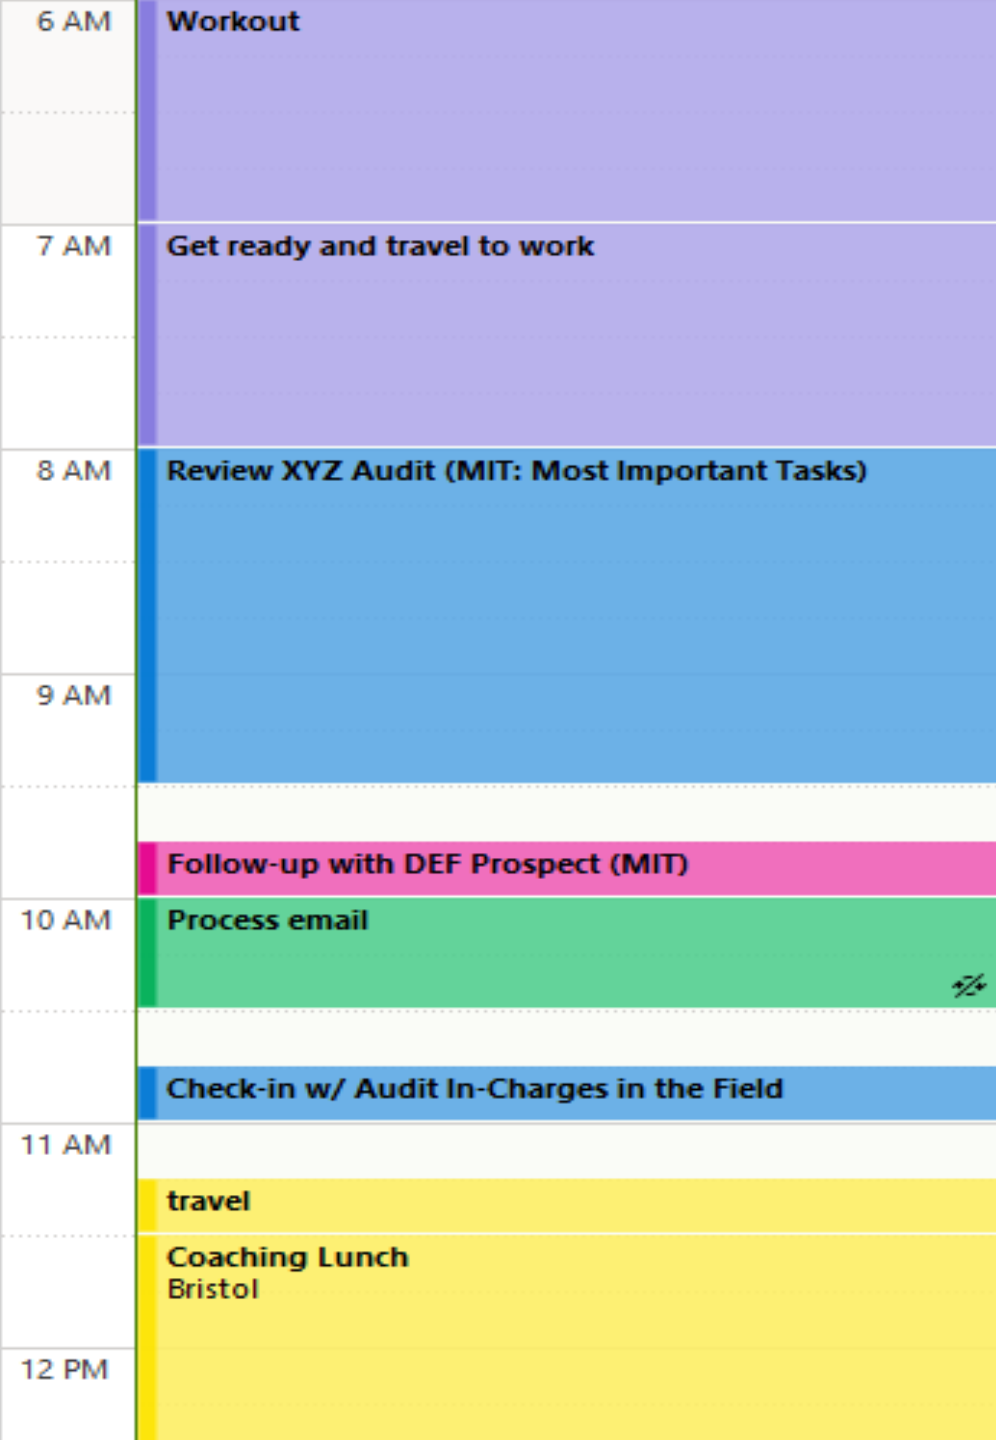 6 AM
Workout
7 AM
Get ready and travel to work
8 AM
Review XYZ Audit (MIT: Most Important Tasks)
9 AM
Follow-up with DEF Prospect (MIT)
10 AM
Process email
Check-in w/ Audit In-Charges in the Field
11 AM
travel
Coaching Lunch
Bristol
12 PM